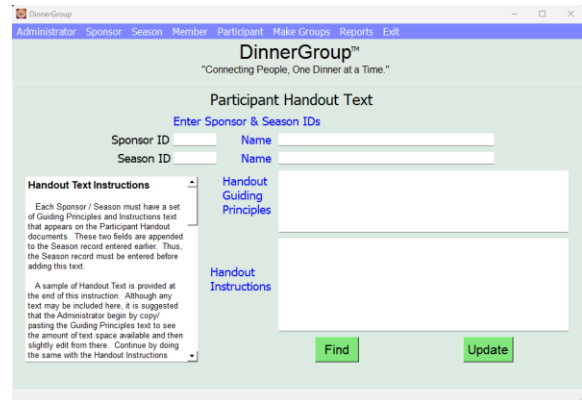 DinnerGroup
Administrator Sponsor Season Member Participant Make Groups Reports Exit
DinnerGroup™
"Connecting People, One Dinner at a Time."
Participant Handout Text
Enter Sponsor & Season IDs
Sponsor ID Name
Season ID Name
Handout Text Instructions
Each Sponsor / Season must have a set
of Guiding Principles and Instructions text
that appears on the Participant Handout
documents. These two fields are appended
to the Season record entered earlier. Thus,
the Season record must be entered before
adding this text.
A sample of Handout Text is provided at
the end of this instruction. Although any
text may be included here, it is suggested
that the Administrator begin by copy/
pasting the Guiding Principles text to see
the amount of text space available and then
slightly edit from there. Continue by doing
the same with the Handout Instructions
Handout
Guiding
Principles
Handout
Instructions
Find Update